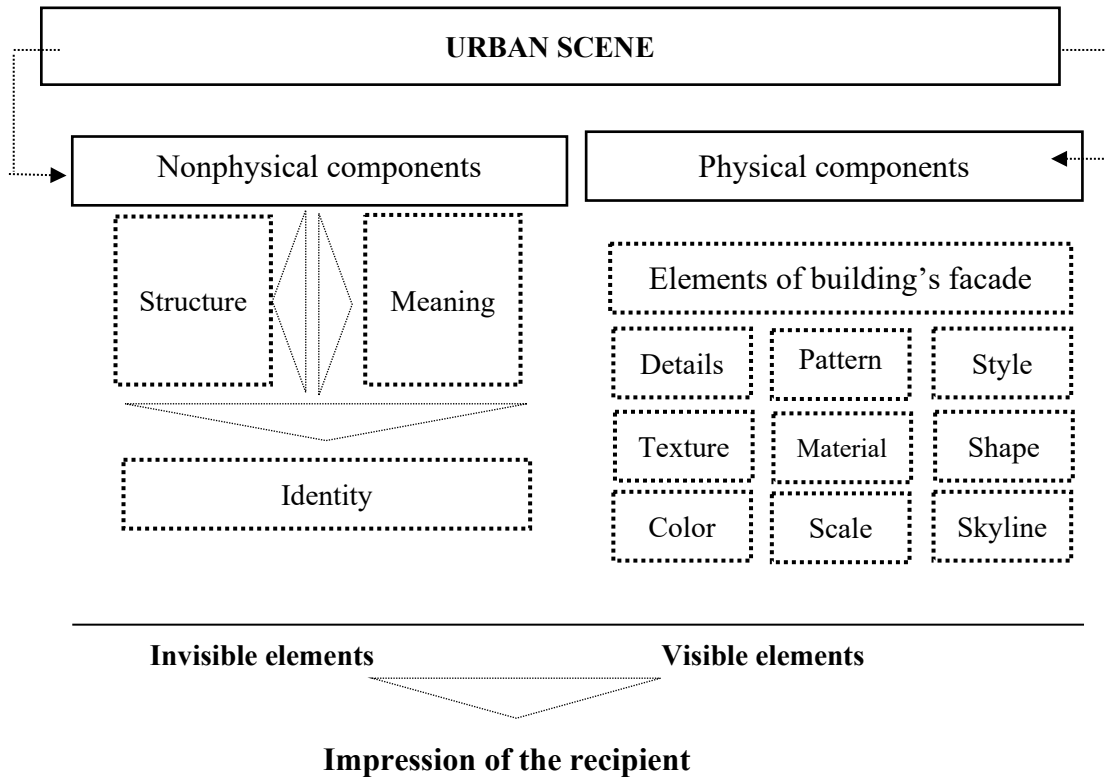 URBAN SCENE
Nonphysical components
Physical components
Structure
Meaning
Identity
Elements of building’s facade
Details
Pattern
Style
Texture
Material
Shape
Color
Scale
Skyline
Invisible elements
Visible elements
Impression of the recipient